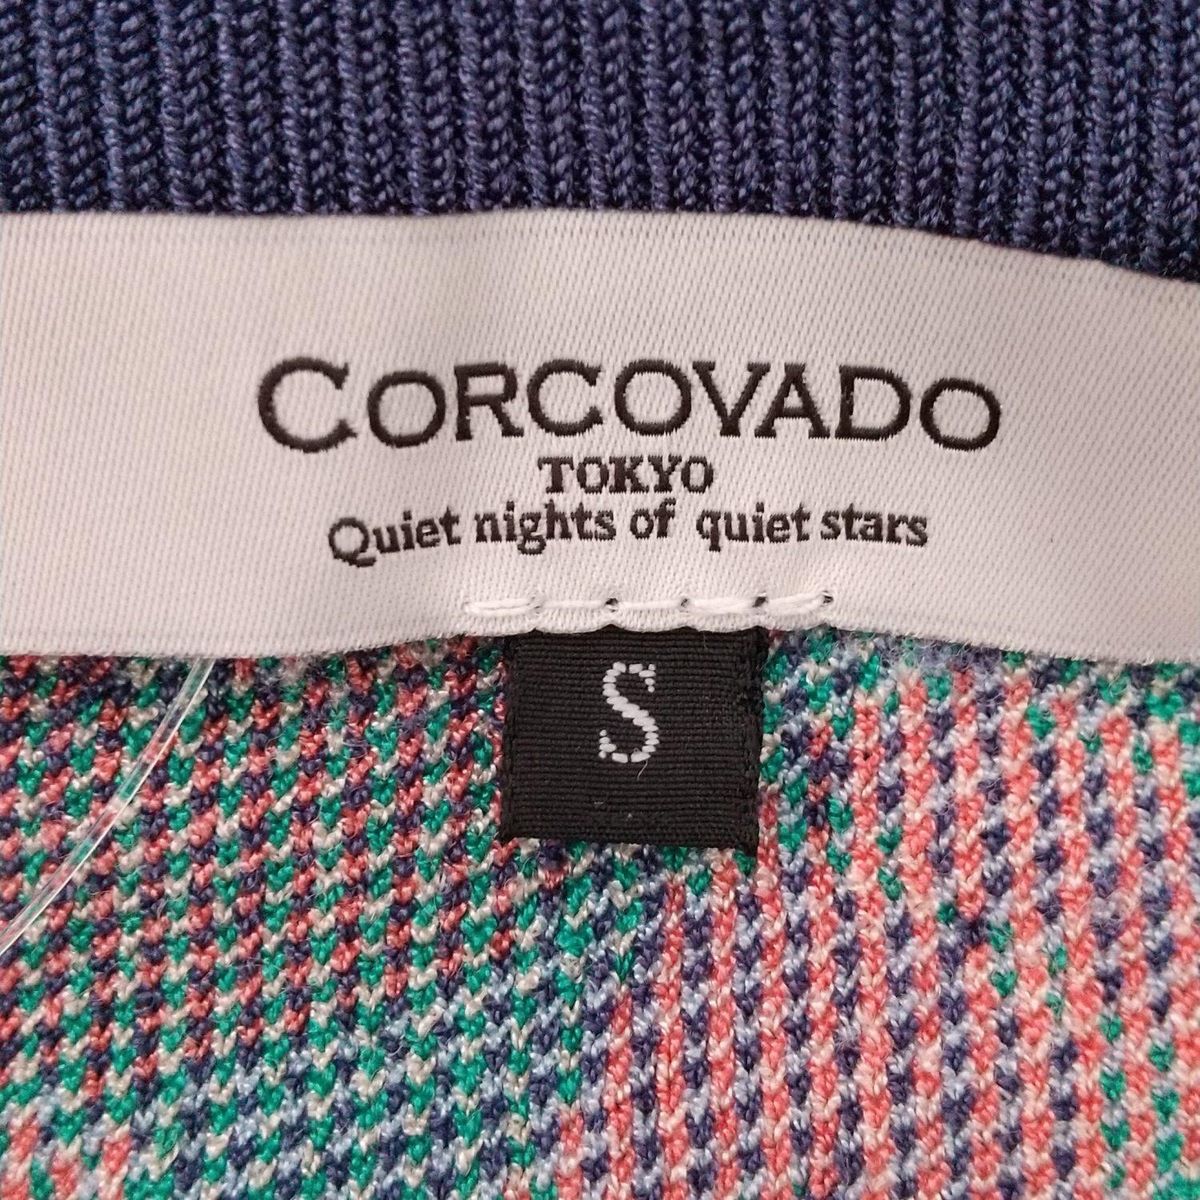 CORCOVADO
TOKYO
Quiet nights of quiet stars
S